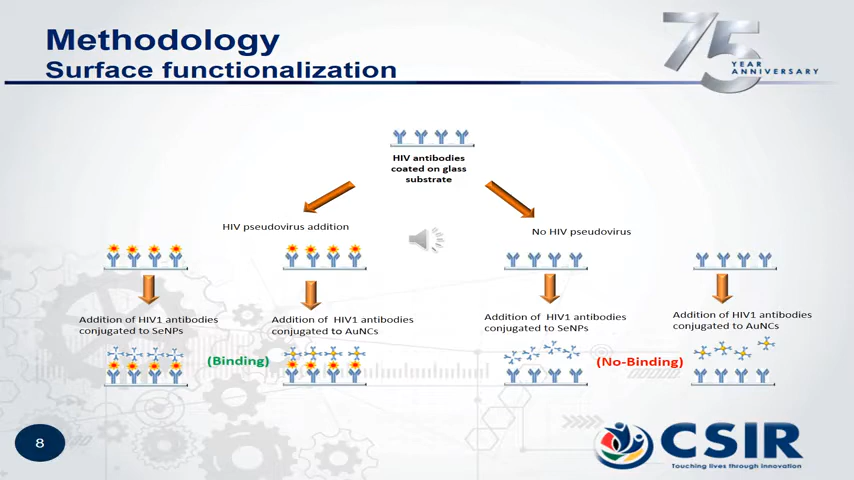 Methodology
Surface functionalization
75
YEAR
ANNIVERSARY
HIV antibodies
coated on glass
substrate
HIV pseudovirus addition
No HIV pseudovirus
Addition of HIV1 antibodies
conjugated to SeNPs
Addition of HIV1 antibodies
conjugated to AuNCs
Addition of HIV1 antibodies
conjugated to SeNPs
Addition of HIV1 antibodies
conjugated to AuNCs
(Binding)
(No-Binding)
8
CSIR
Touching lives through innovation